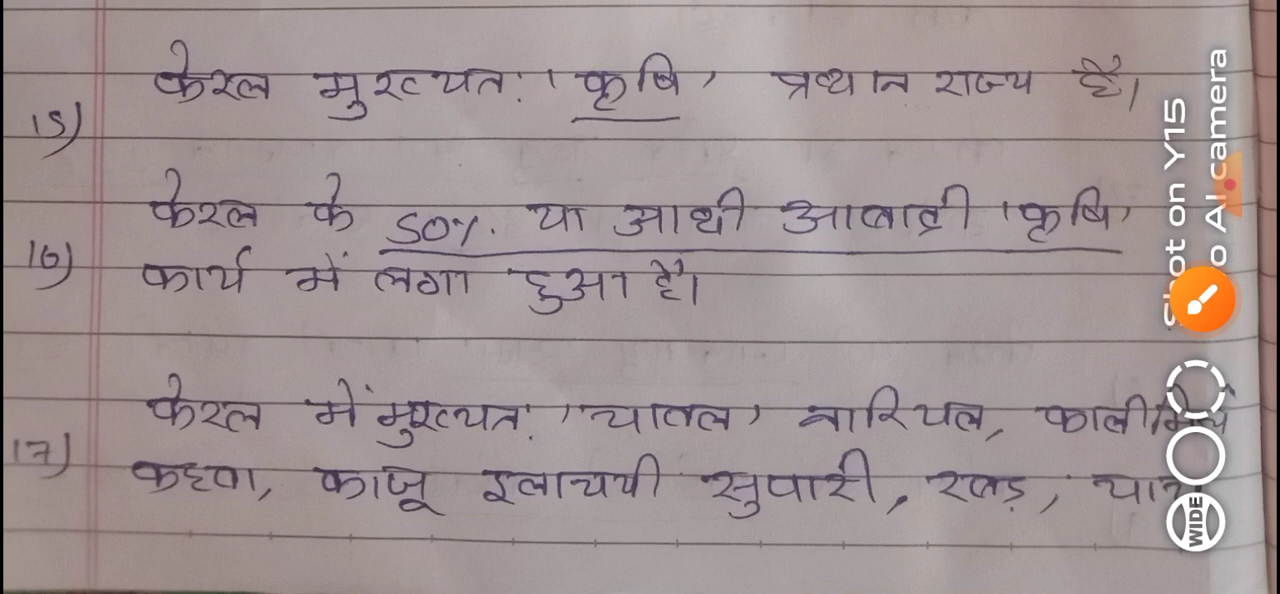 15) केरल मुख्यतः 'कृषि' प्रधान राज्य है।
16) केरल के 50% या आधी आबादी 'कृषि'
कार्य में लगा हुआ है।
17) केरल में मुख्यतः 'चावल' नारियल, काली
कहवा, काजू इलायची सुपारी, रबड़,
Shot on Y15
AI camera
WIDE